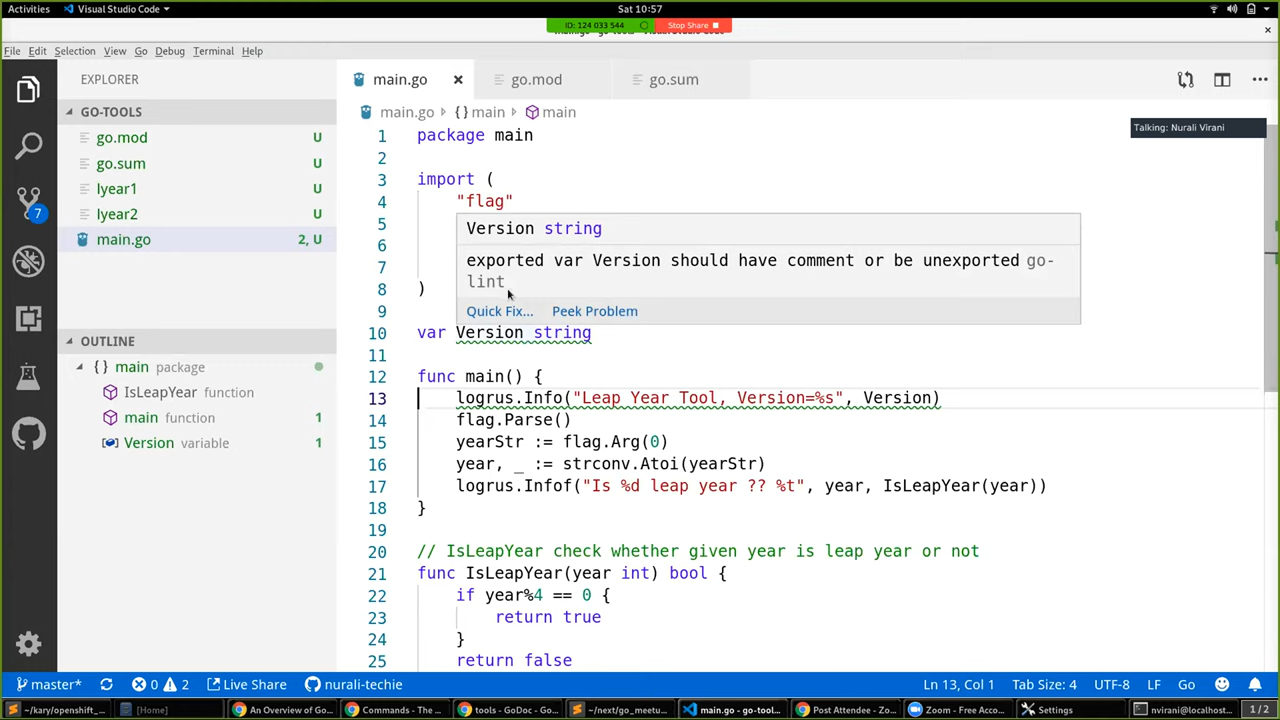 Activities
Visual Studio Code
Sat 10:57
ID: 124 033 544
Stop Share
File Edit Selection View Go Debug Terminal Help
EXPLORER
main.go
go.mod
go.sum
GO-TOOLS
main.go
main
main
Talking: Nurali Virani
go.mod U
go.sum U
lyear1 U
lyear2 U
main.go 2, U
7
OUTLINE
main package
IsLeapYear function
main function 1
Version variable 1
1 package main
2
3 import (
4 "flag"
5
6
7
8 )
9
Version string
exported var Version should have comment or be unexported go-
lint
Quick Fix... Peek Problem
10 var Version string
11
12 func main() {
13 logrus.Info("Leap Year Tool, Version=%s", Version)
14 flag.Parse()
15 yearStr := flag.Arg(0)
16 year, _ := strconv.Atoi(yearStr)
17 logrus.Infof("Is %d leap year ?? %t", year, IsLeapYear(year))
18 }
19
20 // IsLeapYear check whether given year is leap year or not
21 func IsLeapYear(year int) bool {
22 if year%4 == 0 {
23 return true
24 }
25 return false
master* 0 2 Live Share nurali-techie Ln 13, Col 1 Tab Size: 4 UTF-8 LF Go
~/kary/openshift_... [Home] An Overview of Go... Commands - The ... tools - GoDoc - Go... ~/next/go_meetu... main.go - go-tool... Post Attendee - Zo... Zoom - Free Acco... Settings nvirani@localhost... 1 / 2